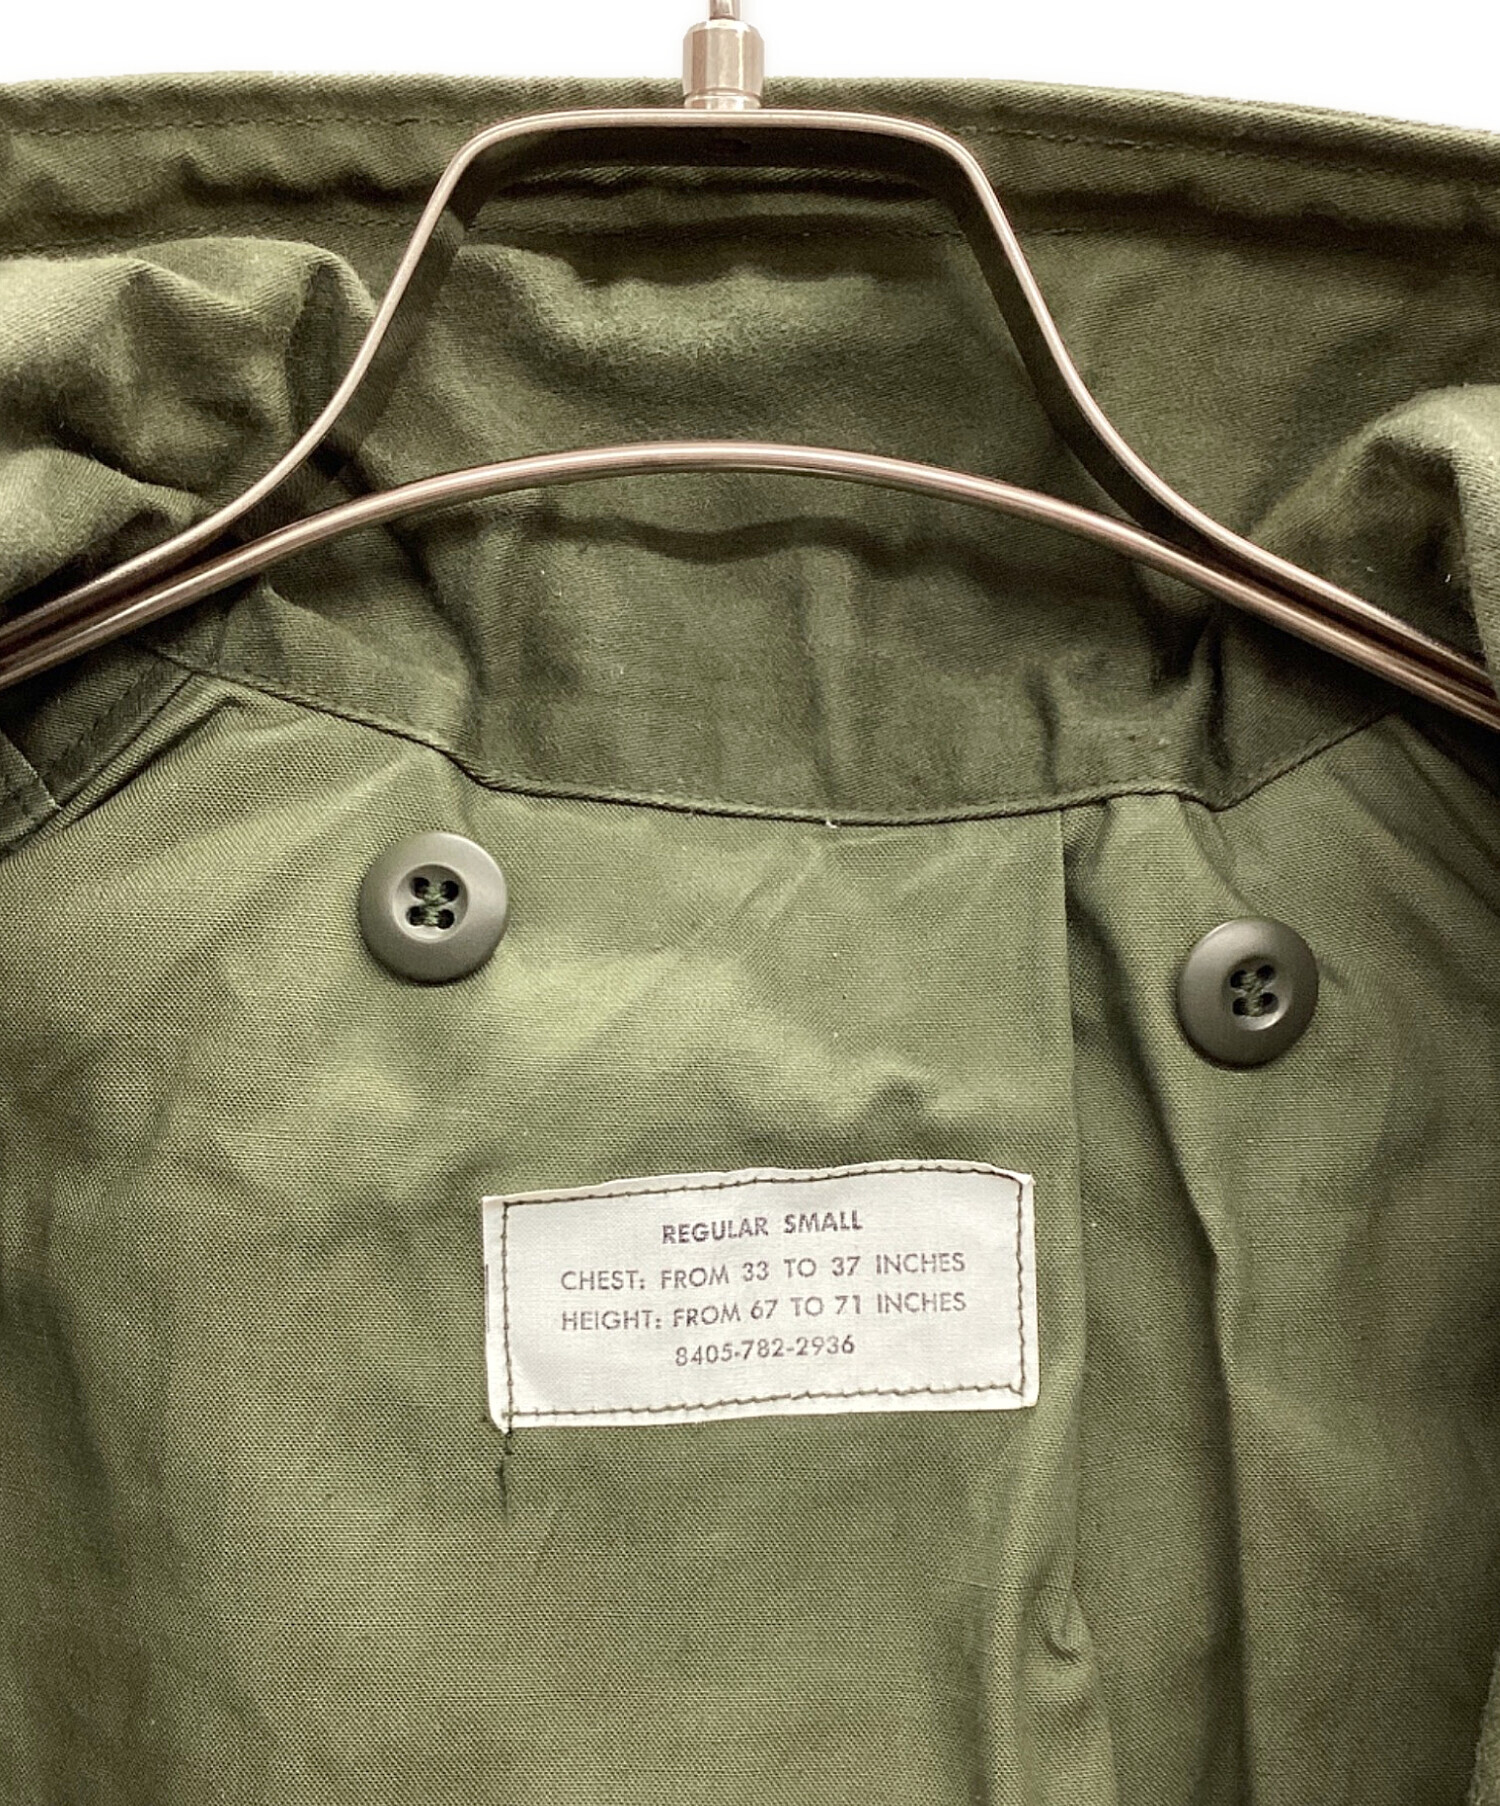 REGULAR SMALL
CHEST: FROM 33 TO 37 INCHES
HEIGHT: FROM 67 TO 71 INCHES
8405-782-2936